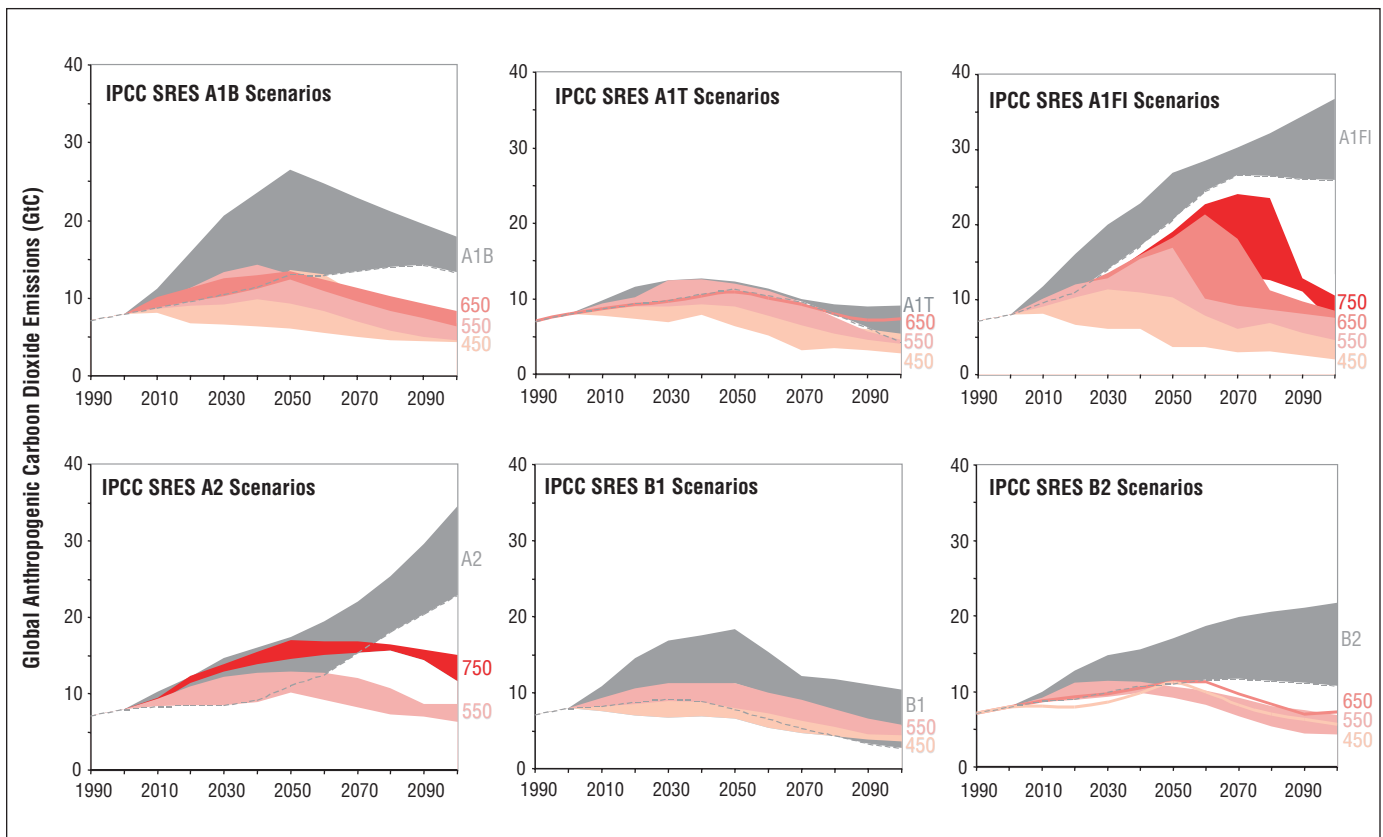 Global Anthropogenic Carboon Dioxide Emissions (GtC)
IPCC SRES A1B Scenarios
40
30
20
10
0
1990 2010 2030 2050 2070 2090
A1B
650
550
450
IPCC SRES A1T Scenarios
40
30
20
10
0
1990 2010 2030 2050 2070 2090
A1T
650
550
450
IPCC SRES A1FI Scenarios
40
30
20
10
0
1990 2010 2030 2050 2070 2090
A1FI
750
650
550
450
IPCC SRES A2 Scenarios
40
30
20
10
0
1990 2010 2030 2050 2070 2090
A2
750
550
IPCC SRES B1 Scenarios
40
30
20
10
0
1990 2010 2030 2050 2070 2090
B1
550
450
IPCC SRES B2 Scenarios
40
30
20
10
0
1990 2010 2030 2050 2070 2090
B2
650
550
450